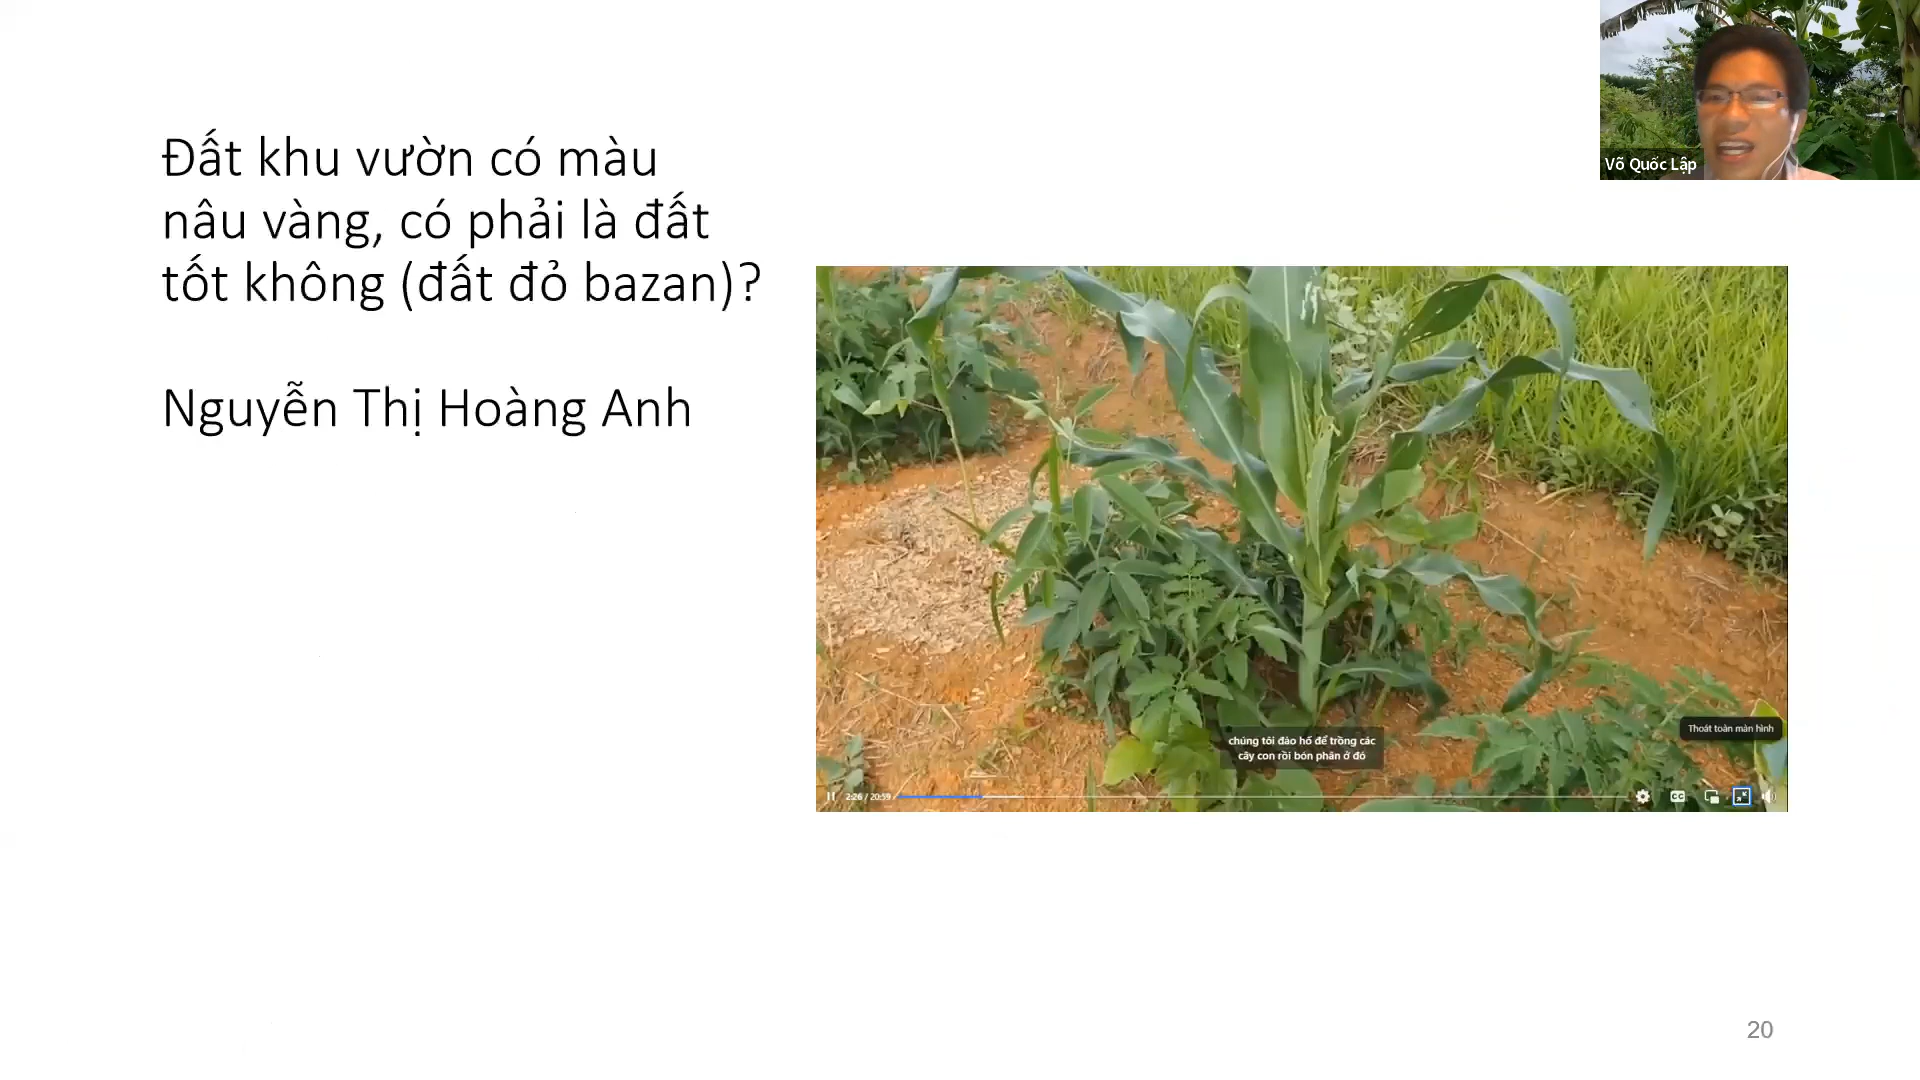 Võ Quốc Lập
Đất khu vườn có màu
nâu vàng, có phải là đất
tốt không (đất đỏ bazan)?
Nguyễn Thị Hoàng Anh
Thoát toàn màn hình
chúng tôi đào hố để trồng các
cây con rồi bón phân ở đó
2:26 / 20:59
CC
20